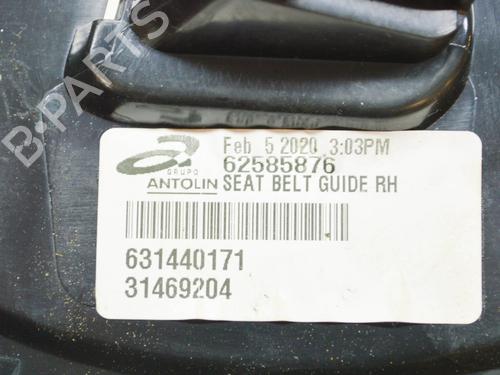 B-PARTS
Feb 5 2020 3:03PM
62585876
GRUPO
ANTOLIN
SEAT BELT GUIDE RH
631440171
31469204